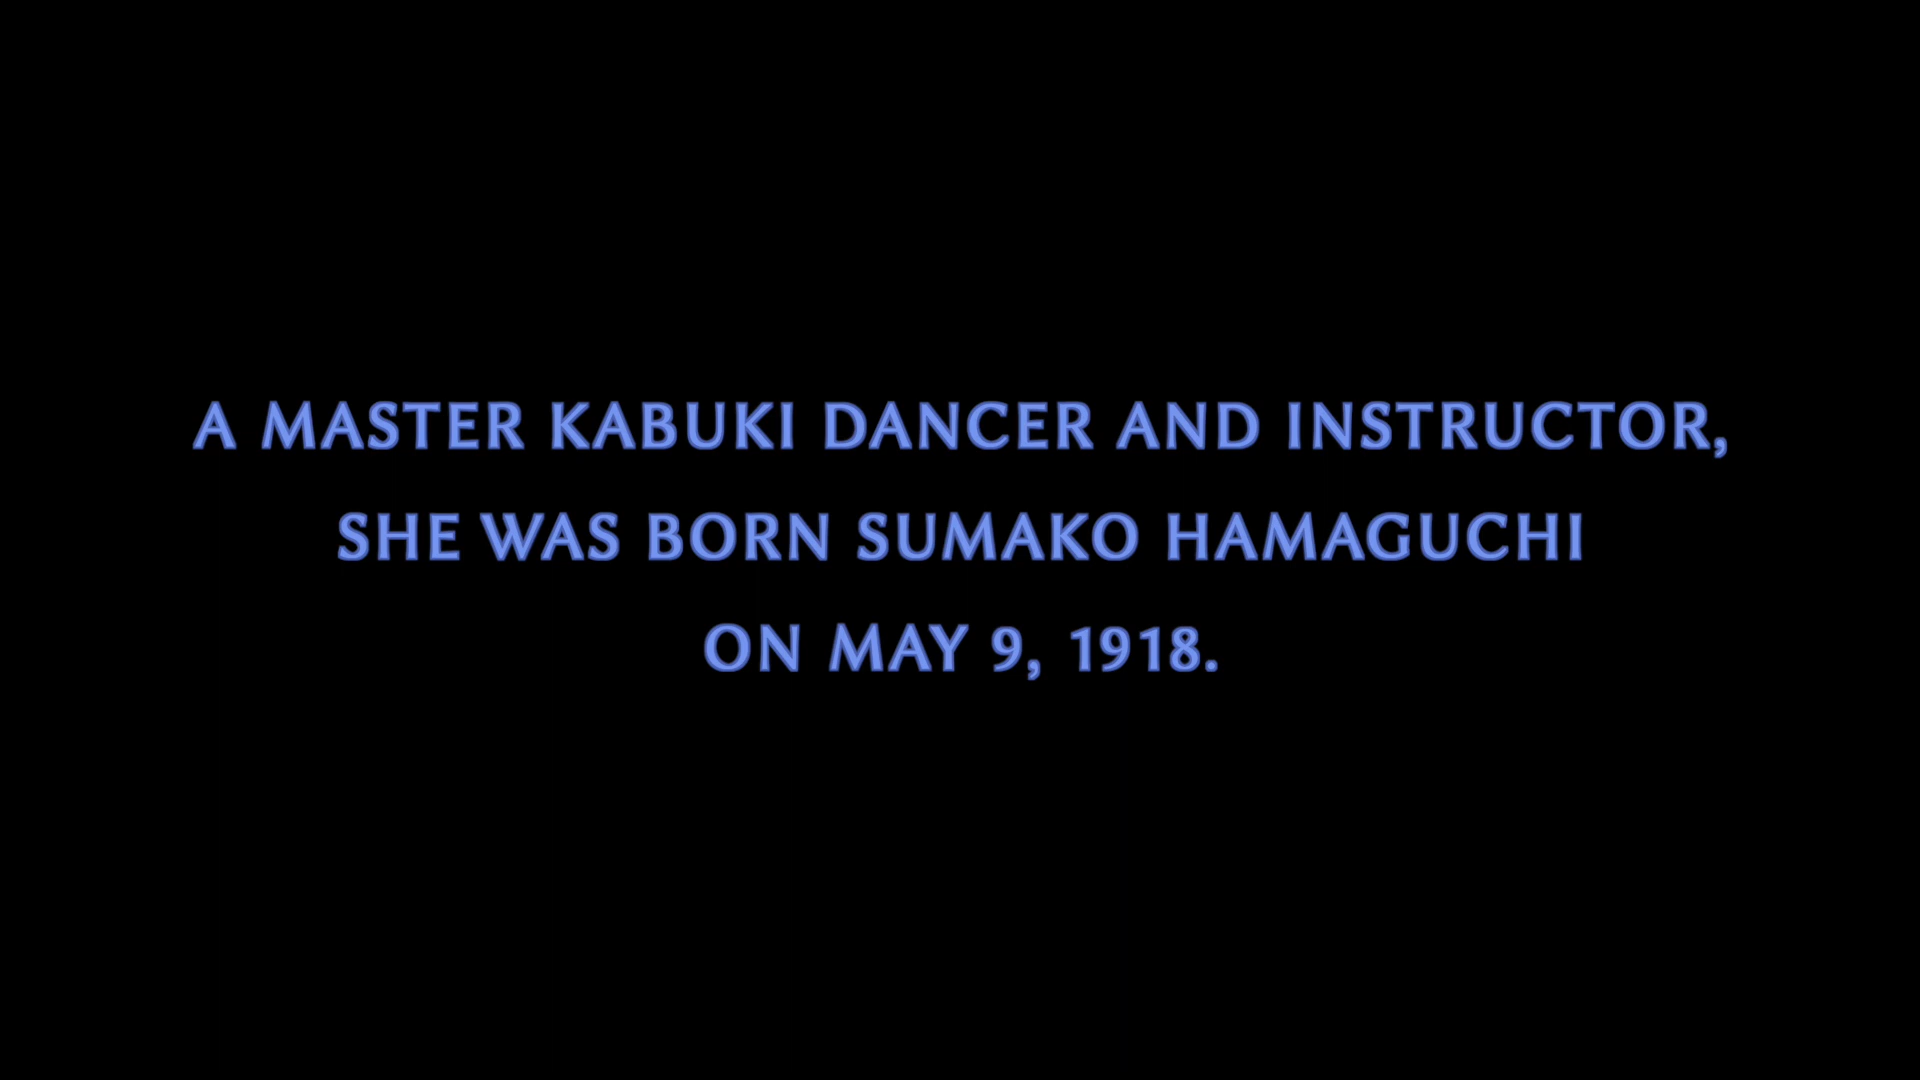 A MASTER KABUKI DANCER AND INSTRUCTOR,
SHE WAS BORN SUMAKO HAMAGUCHI
ON MAY 9, 1918.